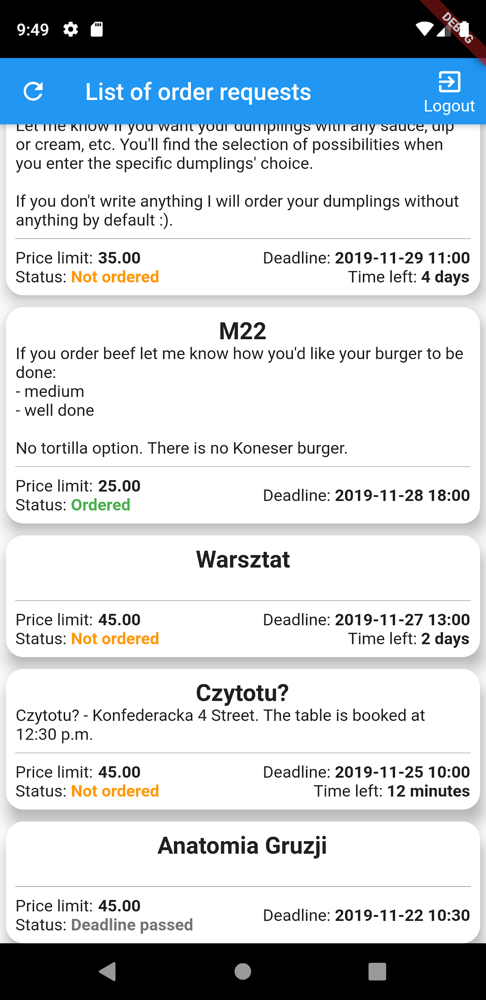 9:49
DEBUG
List of order requests
Logout
Let me know if you want your dumplings with any sauce, dip
or cream, etc. You'll find the selection of possibilities when
you enter the specific dumplings' choice.
If you don't write anything I will order your dumplings without
anything by default :).
Price limit: 35.00
Deadline: 2019-11-29 11:00
Status: Not ordered
Time left: 4 days
M22
If you order beef let me know how you'd like your burger to be
done:
- medium
- well done
No tortilla option. There is no Koneser burger.
Price limit: 25.00
Status: Ordered
Deadline: 2019-11-28 18:00
Warsztat
Price limit: 45.00
Deadline: 2019-11-27 13:00
Status: Not ordered
Time left: 2 days
Czytotu?
Czytotu? - Konfederacka 4 Street. The table is booked at
12:30 p.m.
Price limit: 45.00
Deadline: 2019-11-25 10:00
Status: Not ordered
Time left: 12 minutes
Anatomia Gruzji
Price limit: 45.00
Status: Deadline passed
Deadline: 2019-11-22 10:30